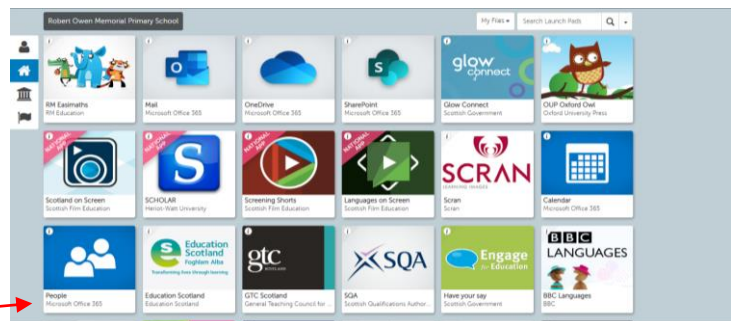 Robert Owen Memorial Primary School
My Files
Search Launch Pads
RM Easimaths
RM Education
Mail
Microsoft Office 365
OneDrive
Microsoft Office 365
S
SharePoint
Microsoft Office 365
glow
connect
Glow Connect
Scottish Government
OUP Oxford Owl
Oxford University Press
NATIONAL APP
Scotland on Screen
Scottish Film Education
NATIONAL APP
S
SCHOLAR
Heriot-Watt University
NATIONAL APP
Screening Shorts
Scottish Film Education
NATIONAL APP
Languages on Screen
Scottish Film Education
SCRAN
LEARNING IMAGES
Scran
Scran
Calendar
Microsoft Office 365
People
Microsoft Office 365
Education
Scotland
Foghlam Alba
Transforming lives through learning
Education Scotland
Education Scotland
gtc
SCOTLAND
GTC Scotland
General Teaching Council for ...
SQA
SQA
Scottish Qualifications Author...
Engage
for Education
Have your say
Scottish Government
BBC
LANGUAGES
BBC Languages
BBC